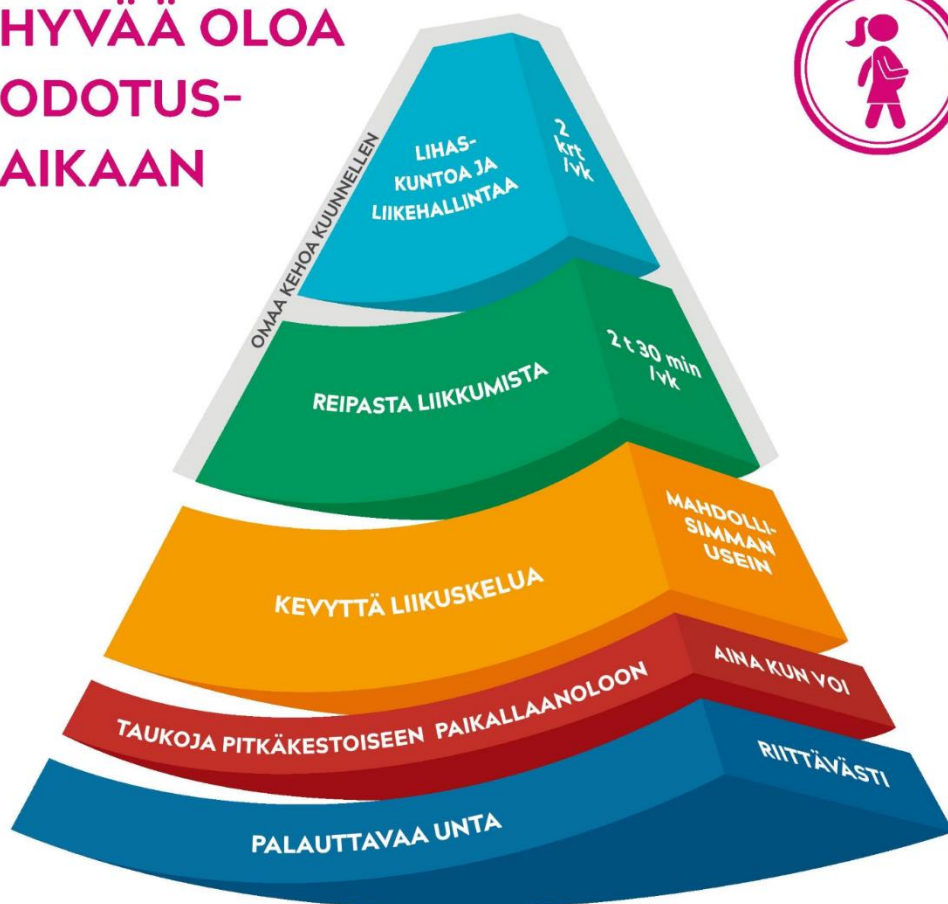 HYVÄÄ OLOA
ODOTUS-
AIKAAN
OMAA KEHOA KUUNNELLEN
LIHAS-
KUNTOA JA
LIIKEHALLINTAA
2
krt
/vk
REIPASTA LIIKKUMISTA
2 t 30 min
/vk
KEVYTTÄ LIIKUSKELUA
MAHDOLLI-
SIMMAN
USEIN
TAUKOJA PITKÄKESTOISEEN PAIKALLAANOLOON
AINA KUN VOI
PALAUTTAVAA UNTA
RIITTÄVÄSTI